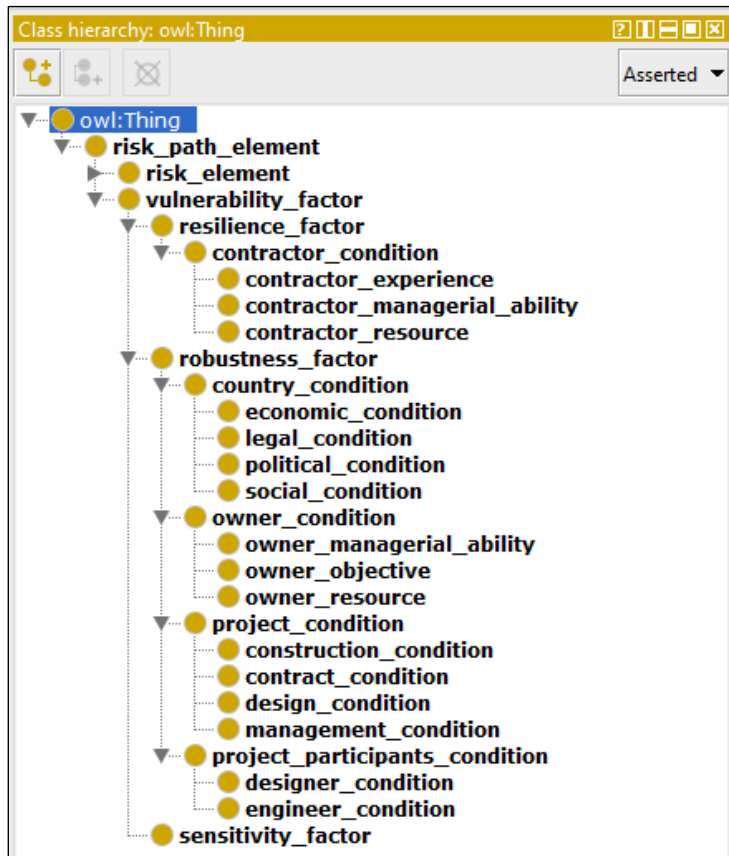 Class hierarchy: owl:Thing
Asserted
owl:Thing
risk_path_element
risk_element
vulnerability_factor
resilience_factor
contractor_condition
contractor_experience
contractor_managerial_ability
contractor_resource
robustness_factor
country_condition
economic_condition
legal_condition
political_condition
social_condition
owner_condition
owner_managerial_ability
owner_objective
owner_resource
project_condition
construction_condition
contract_condition
design_condition
management_condition
project_participants_condition
designer_condition
engineer_condition
sensitivity_factor